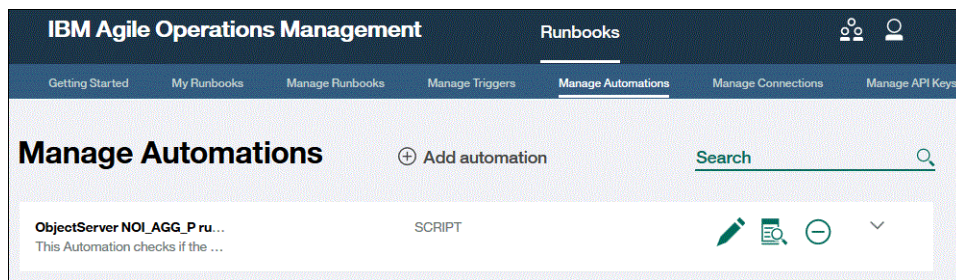 IBM Agile Operations Management Runbooks
Getting Started My Runbooks Manage Runbooks Manage Triggers Manage Automations Manage Connections Manage API Keys
Manage Automations Add automation Search
ObjectServer NOI_AGG_P ru... SCRIPT
This Automation checks if the ...